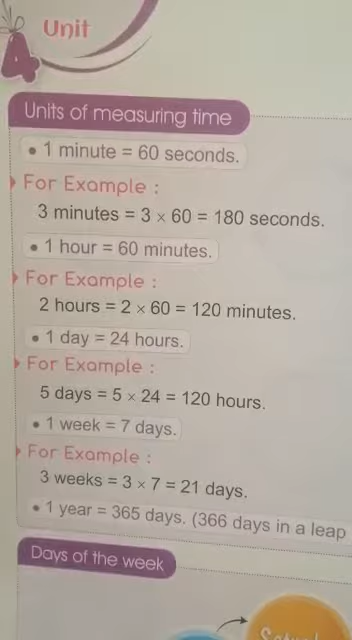 Unit
4
Units of measuring time
• 1 minute = 60 seconds.
For Example :
3 minutes = 3 × 60 = 180 seconds.
• 1 hour = 60 minutes.
For Example :
2 hours = 2 × 60 = 120 minutes.
• 1 day = 24 hours.
For Example :
5 days = 5 × 24 = 120 hours.
• 1 week = 7 days.
For Example :
3 weeks = 3 × 7 = 21 days.
• 1 year = 365 days. (366 days in a leap
Days of the week